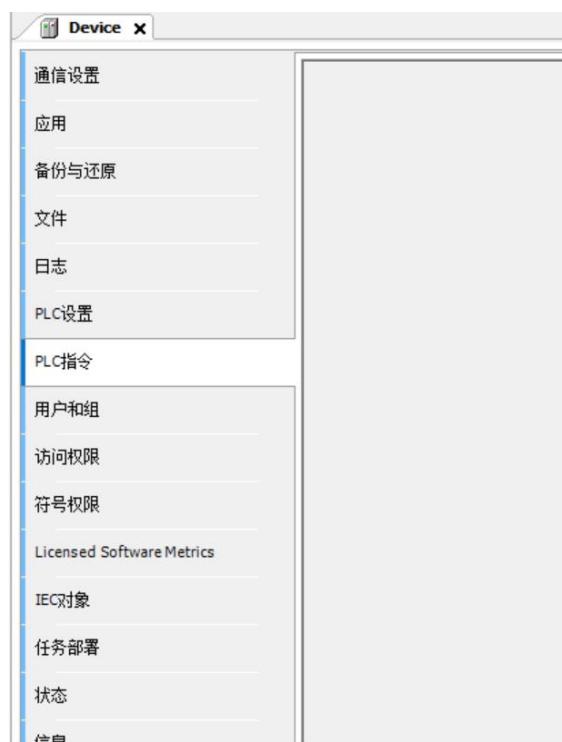 Device X
通信设置
应用
备份与还原
文件
日志
PLC设置
PLC指令
用户和组
访问权限
符号权限
Licensed Software Metrics
IEC对象
任务部署
状态
信息